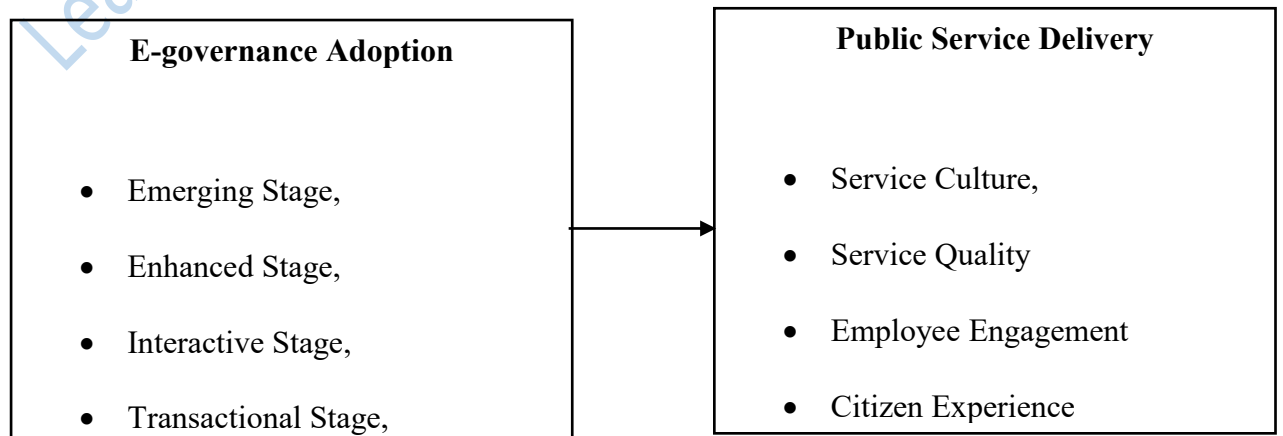 E-governance Adoption
• Emerging Stage,
• Enhanced Stage,
• Interactive Stage,
• Transactional Stage,
Public Service Delivery
• Service Culture,
• Service Quality
• Employee Engagement
• Citizen Experience